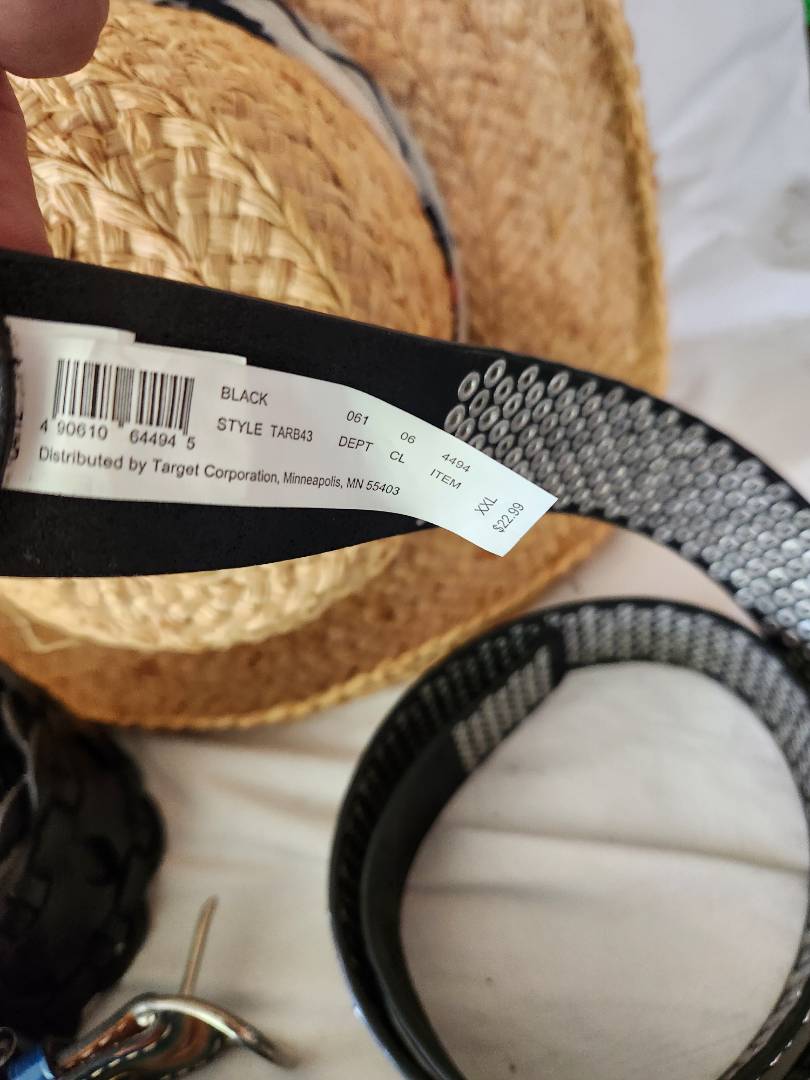 BLACK
STYLE TARB43
061 06 4494
DEPT CL ITEM
4 90610 64494 5
Distributed by Target Corporation, Minneapolis, MN 55403
XXL
$22.99